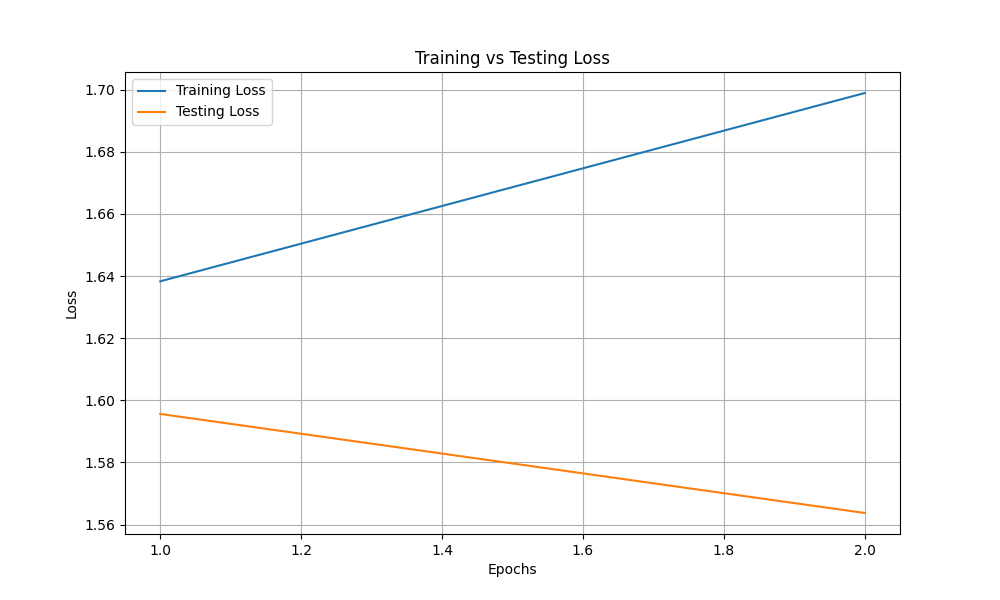 Training vs Testing Loss
Training Loss
Testing Loss
1.70
1.68
1.66
1.64
1.62
1.60
1.58
1.56
Loss
1.0 1.2 1.4 1.6 1.8 2.0
Epochs